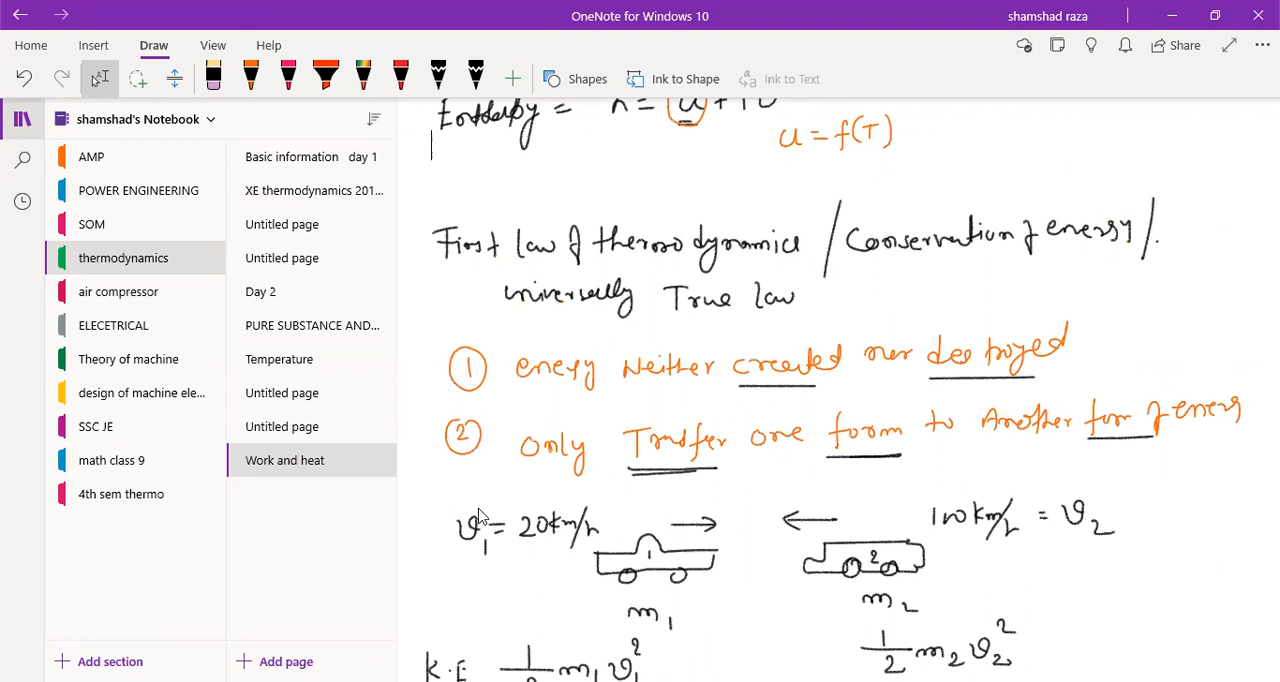 OneNote for Windows 10
shamshad raza
Home Insert Draw View Help
Share
Shapes Ink to Shape Ink to Text
shamshad's Notebook
AMP
POWER ENGINEERING
SOM
thermodynamics
air compressor
ELECETRICAL
Theory of machine
design of machine ele...
SSC JE
math class 9
4th sem thermo
Add section
Basic information day 1
XE thermodynamics 201...
Untitled page
Untitled page
Day 2
PURE SUBSTANCE AND...
Temperature
Untitled page
Untitled page
Work and heat
Add page
h = u +
u = f(T)
First law of thermodynamics / Conservation of energy /.
universally True law
① energy Neither created nor destroyed
② only Transfer one form to Another form of energy
ϑ₁ = 20 km/h
100 km/h = ϑ₂
1
2
m₁
m₂
K.E ½ m₁ϑ₁²
½ m₂ϑ₂²